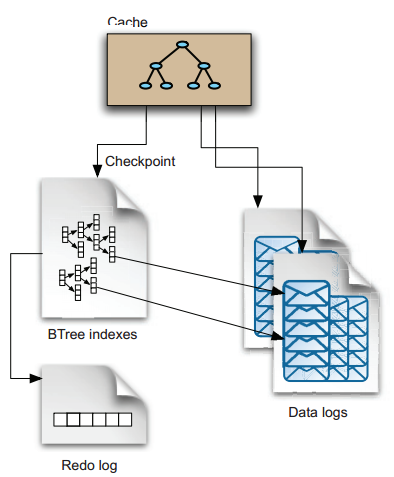 Cache
Checkpoint
BTree indexes
Data logs
Redo log